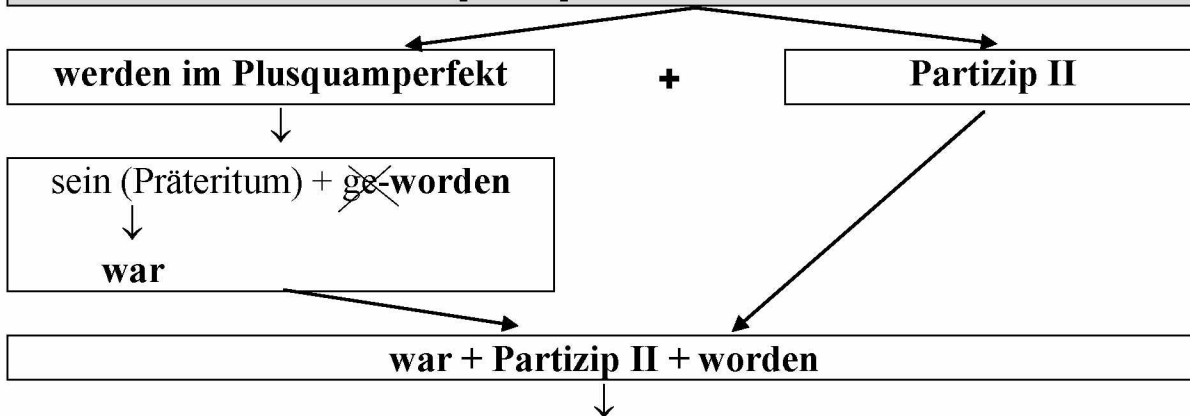 werden im Plusquamperfekt + Partizip II
sein (Präteritum) + ge-worden
war
war + Partizip II + worden